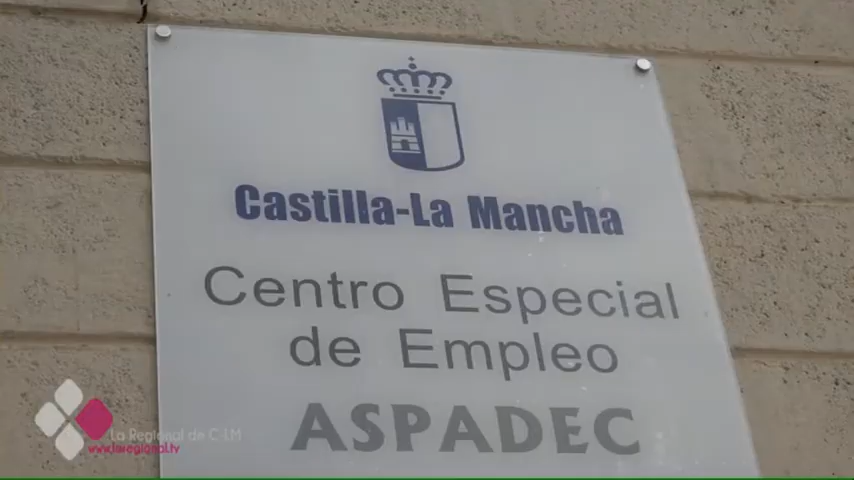 Castilla-La Mancha
Centro Especial
de Empleo
ASPADEC
La Regional de C-LM
www.laregional.tv